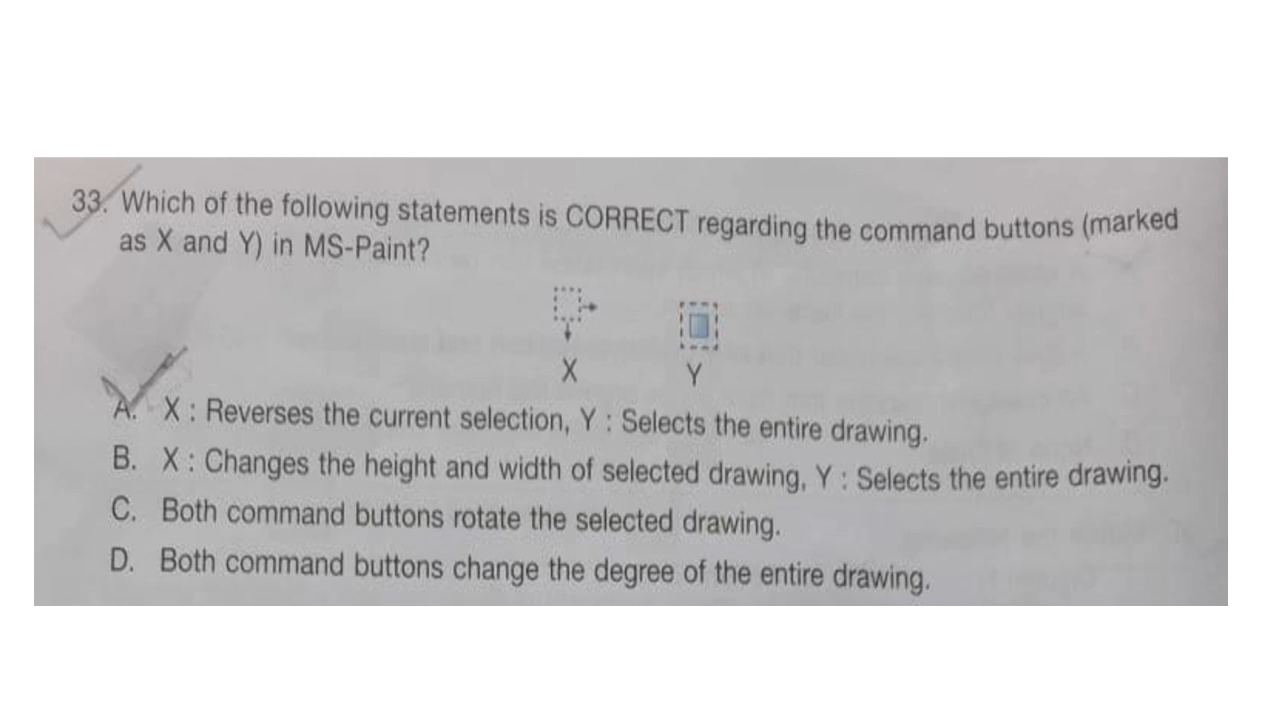 33. Which of the following statements is CORRECT regarding the command buttons (marked
as X and Y) in MS-Paint?
X Y
A. X : Reverses the current selection, Y : Selects the entire drawing.
B. X : Changes the height and width of selected drawing, Y : Selects the entire drawing.
C. Both command buttons rotate the selected drawing.
D. Both command buttons change the degree of the entire drawing.